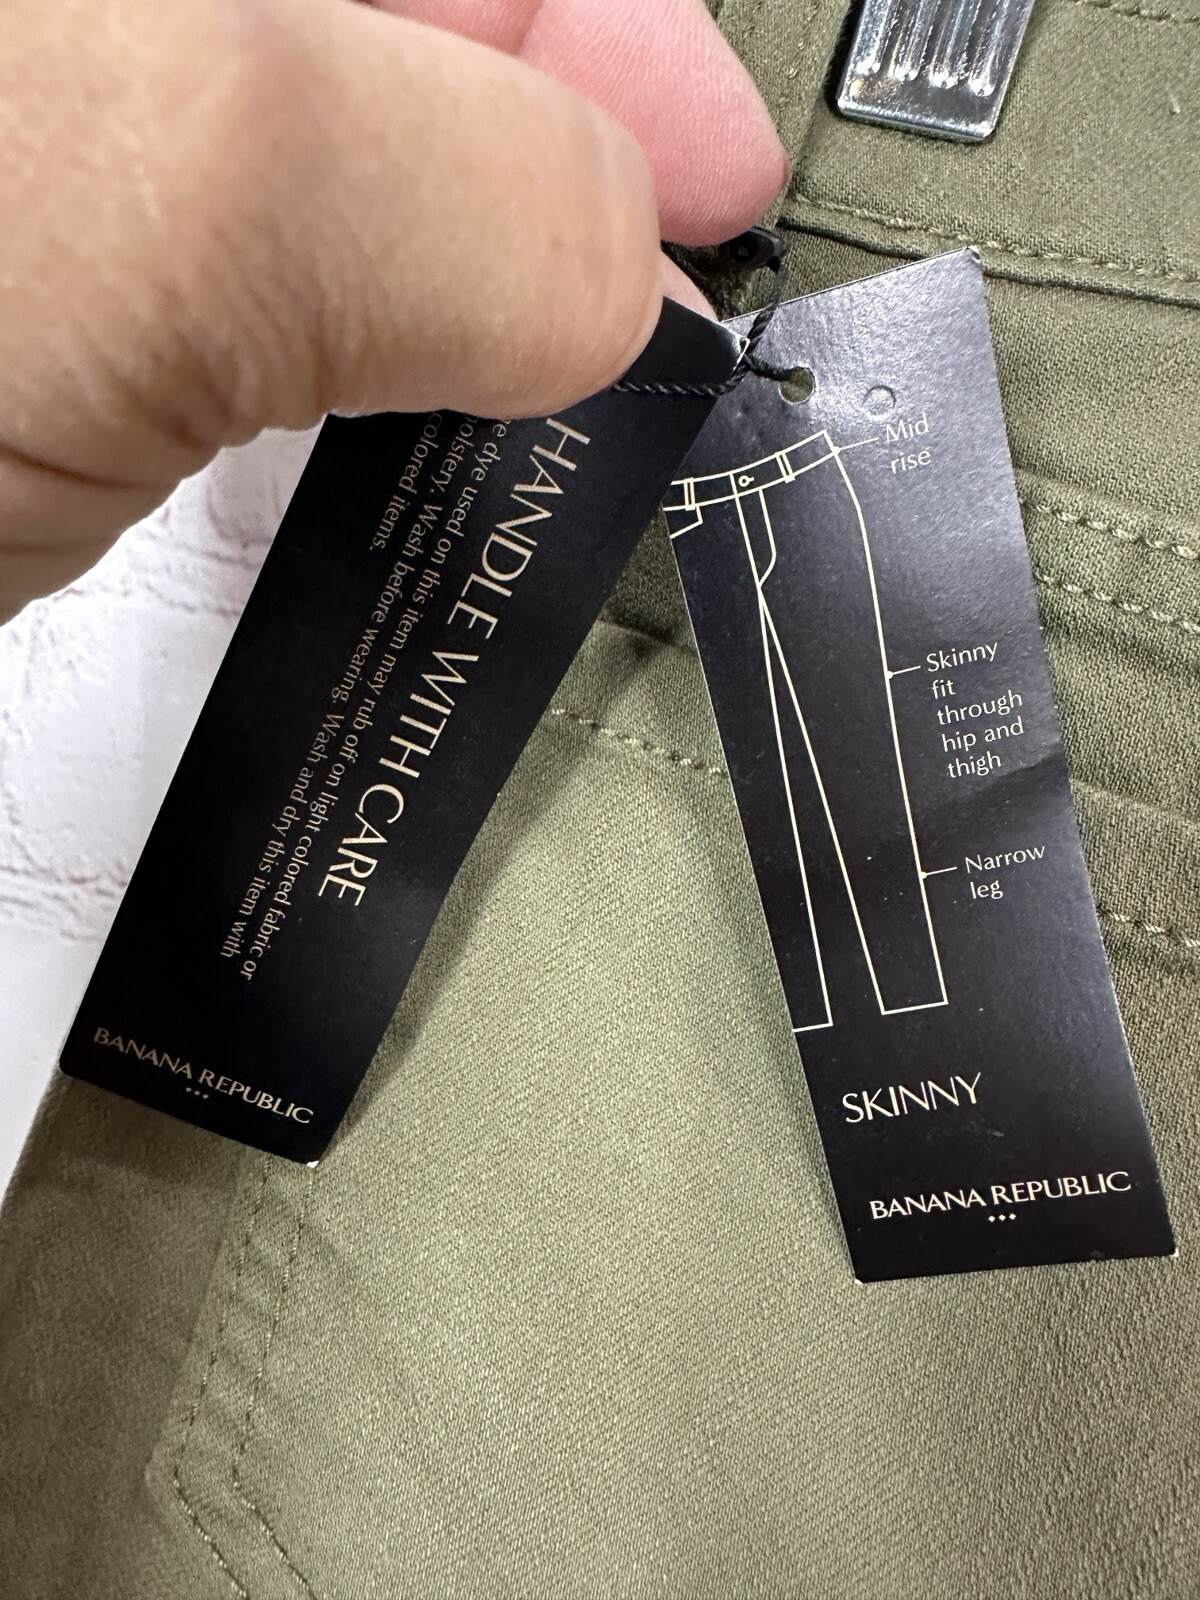 HANDLE WITH CARE
dye used on this item may rub off on light colored fabric or
Wash before wearing. Wash and dry this item with
colored items.
BANANA REPUBLIC
Mid
rise
Skinny
fit
through
hip and
thigh
Narrow
leg
SKINNY
BANANA REPUBLIC